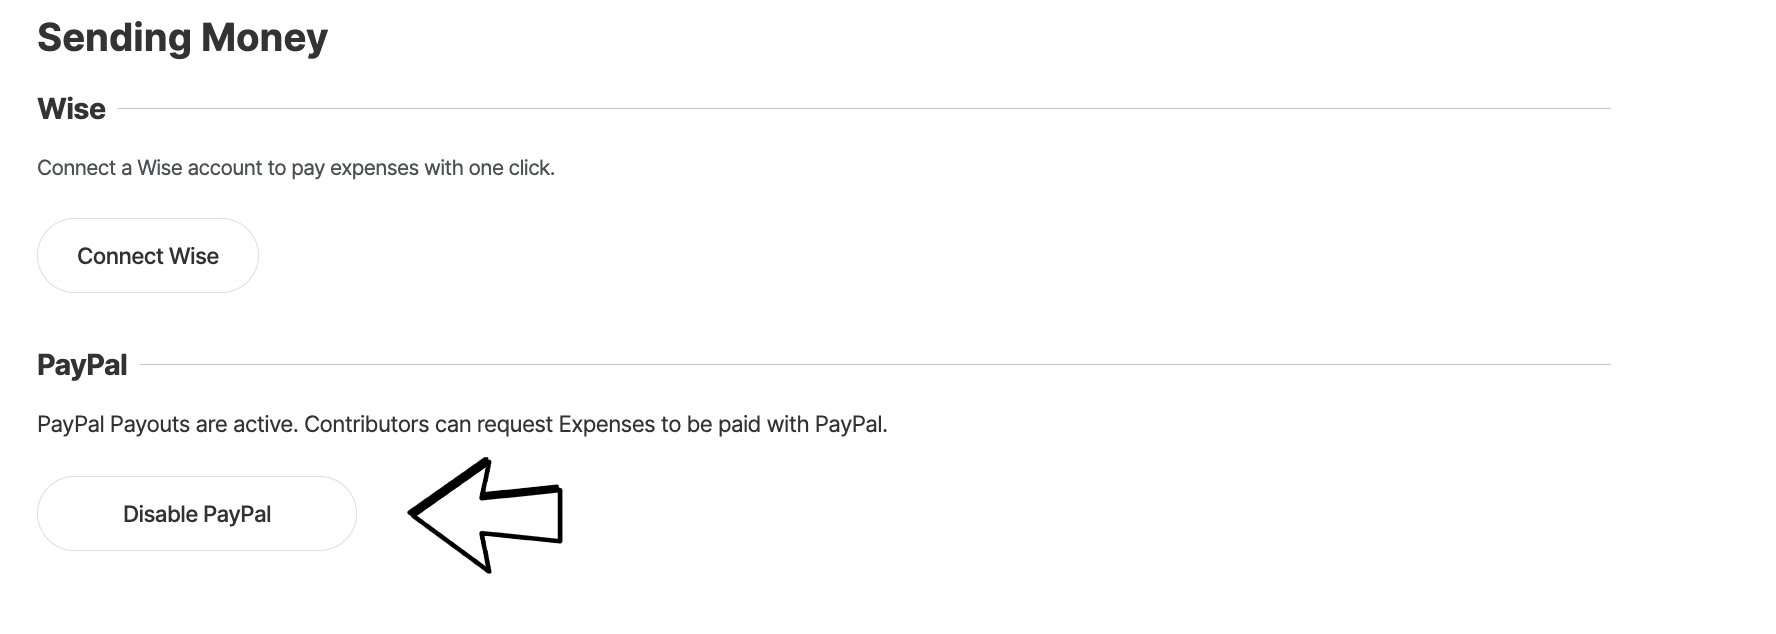 Sending Money
Wise
Connect a Wise account to pay expenses with one click.
Connect Wise
PayPal
PayPal Payouts are active. Contributors can request Expenses to be paid with PayPal.
Disable PayPal